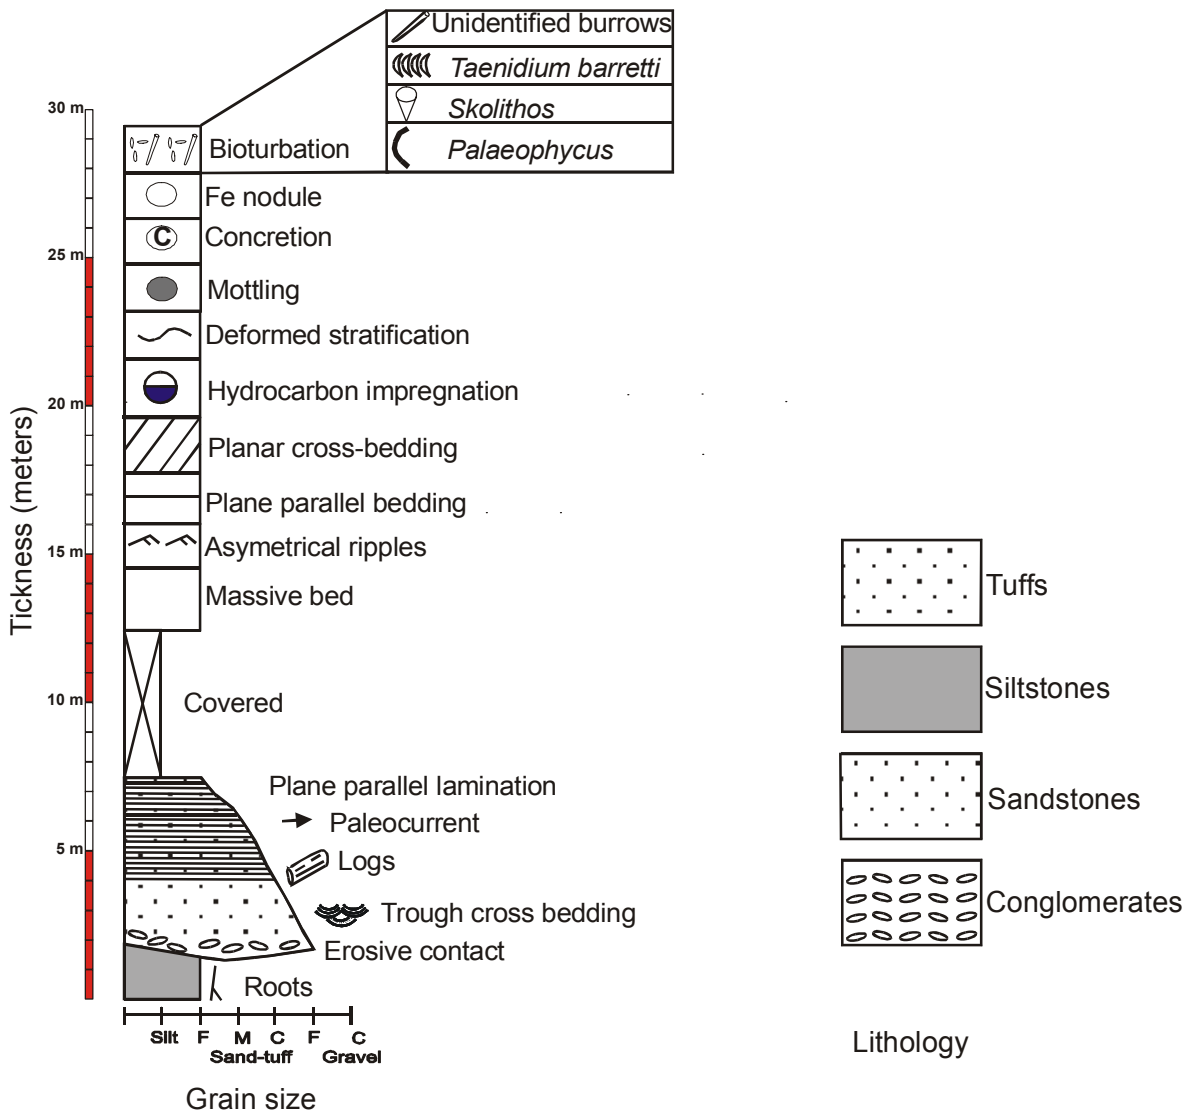 Unidentified burrows
Taenidium barretti
Skolithos
Palaeophycus
30 m
Bioturbation
Fe nodule
C
Concretion
25 m
Mottling
Deformed stratification
Hydrocarbon impregnation
20 m
Planar cross-bedding
Plane parallel bedding
Asymetrical ripples
15 m
Massive bed
10 m
Covered
Plane parallel lamination
Paleocurrent
5 m
Logs
Trough cross bedding
Erosive contact
Roots
Tickness (meters)
Silt F M C F C
Sand-tuff Gravel
Grain size
Tuffs
Siltstones
Sandstones
Conglomerates
Lithology